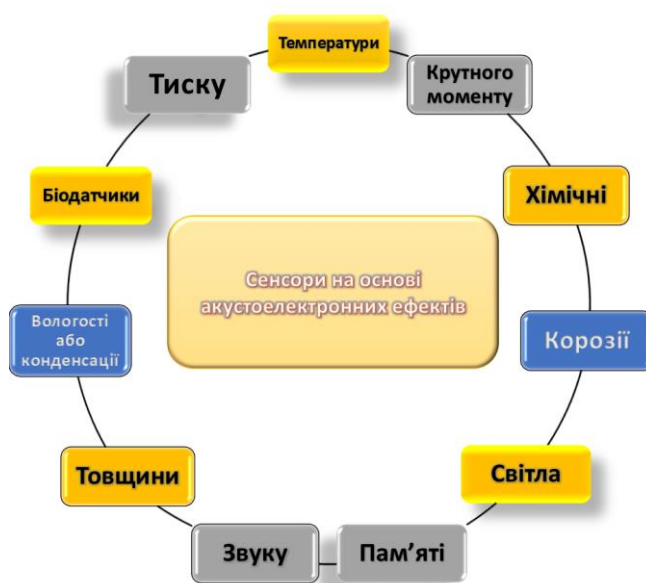 Температури
Крутного
моменту
Хімічні
Корозії
Світла
Пам’яті
Звуку
Товщини
Вологості
або
конденсації
Біодатчики
Тиску
Сенсори на основі
акустоелектронних ефектів